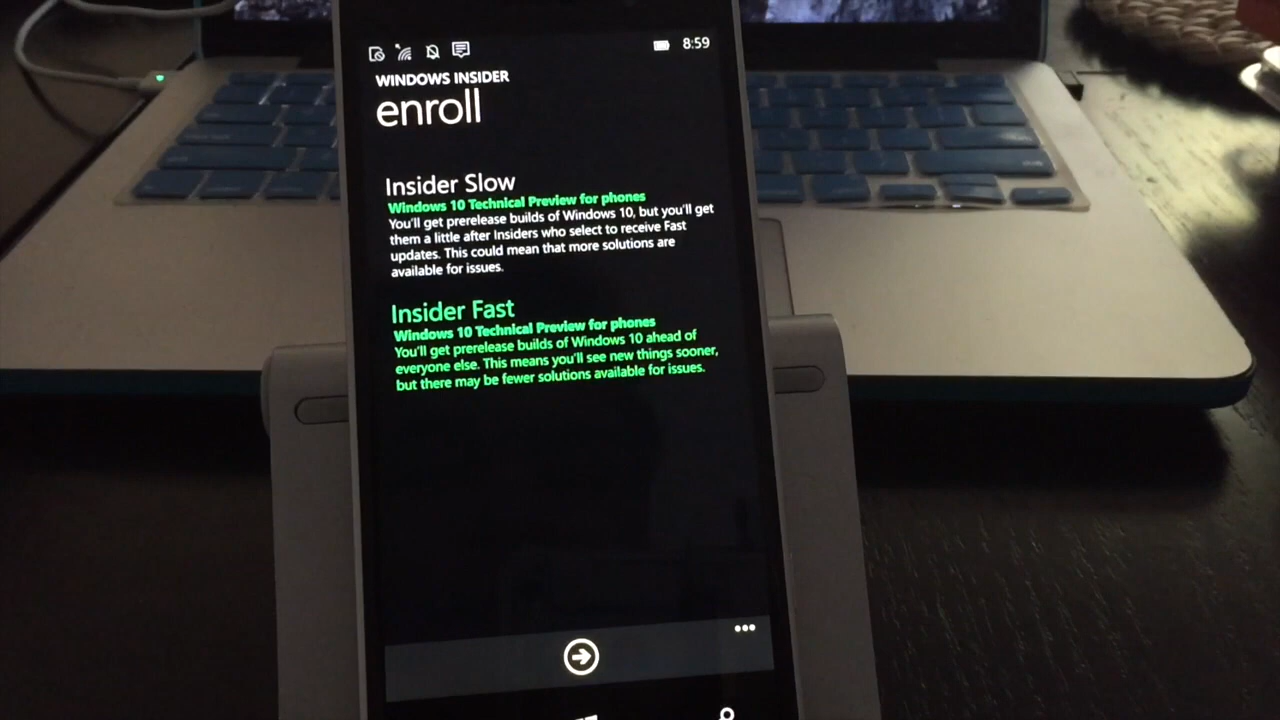 8:59
WINDOWS INSIDER
enroll
Insider Slow
Windows 10 Technical Preview for phones
You'll get prerelease builds of Windows 10, but you'll get
them a little after Insiders who select to receive Fast
updates. This could mean that more solutions are
available for issues.
Insider Fast
Windows 10 Technical Preview for phones
You'll get prerelease builds of Windows 10 ahead of
everyone else. This means you'll see new things sooner,
but there may be fewer solutions available for issues.